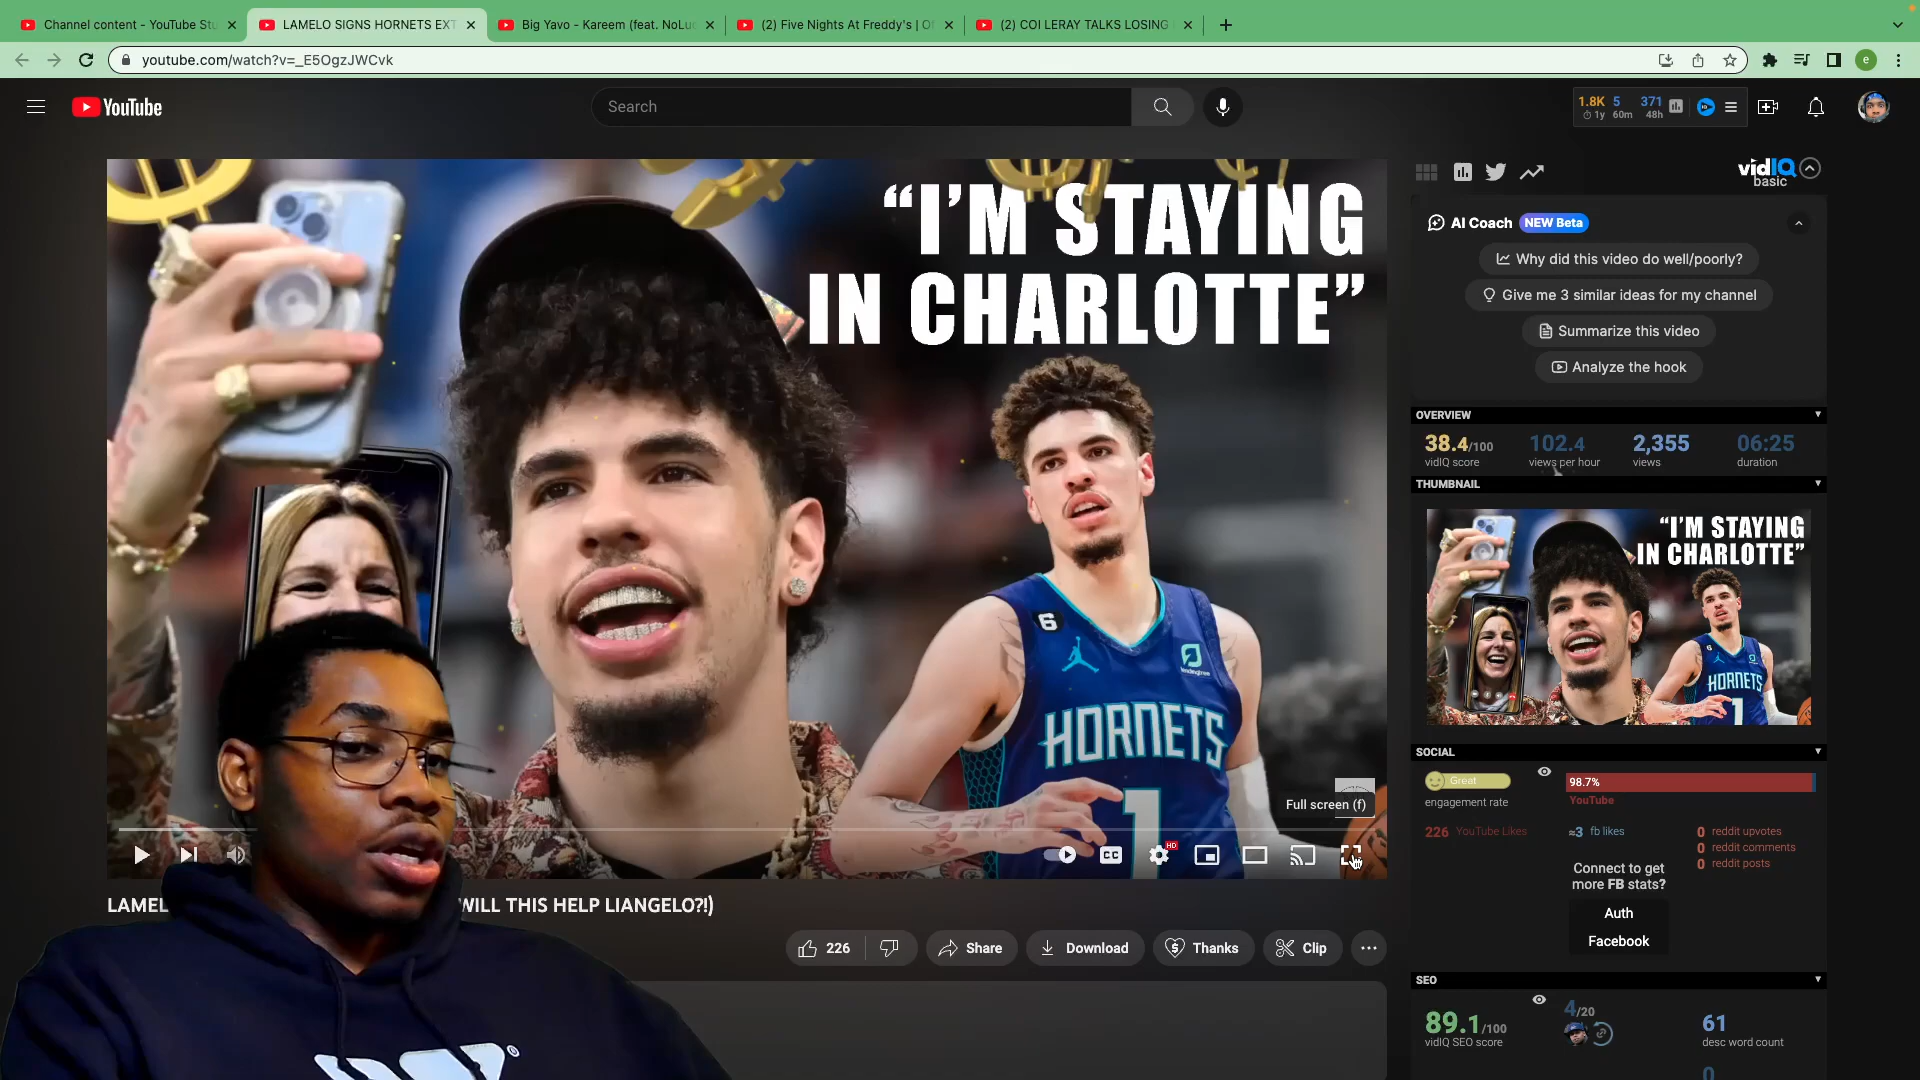 Channel content - YouTube Stu
LAMELO SIGNS HORNETS EXT
Big Yavo - Kareem (feat. NoLuc
(2) Five Nights At Freddy's | O
(2) COI LERAY TALKS LOSING
youtube.com/watch?v=_E5OgzJWCvk
e
YouTube
Search
1.8K 5 371
1y 60m 48h
"I'M STAYING
IN CHARLOTTE"
6
lendingtree
HORNETS
1
Full screen (f)
CC
HD
LAMEL WILL THIS HELP LIANGELO?!)
226
Share
Download
Thanks
Clip
vidIQ
basic
AI Coach NEW Beta
Why did this video do well/poorly?
Give me 3 similar ideas for my channel
Summarize this video
Analyze the hook
OVERVIEW
38.4/100 102.4 2,355 06:25
vidIQ score views per hour views duration
THUMBNAIL
"I'M STAYING
IN CHARLOTTE"
HORNETS
1
SOCIAL
Great
98.7%
engagement rate
YouTube
226 YouTube Likes
≈3 fb likes
0 reddit upvotes
0 reddit comments
0 reddit posts
Connect to get
more FB stats?
Auth
Facebook
SEO
89.1/100
vidIQ SEO score
4/20
61
desc word count
0